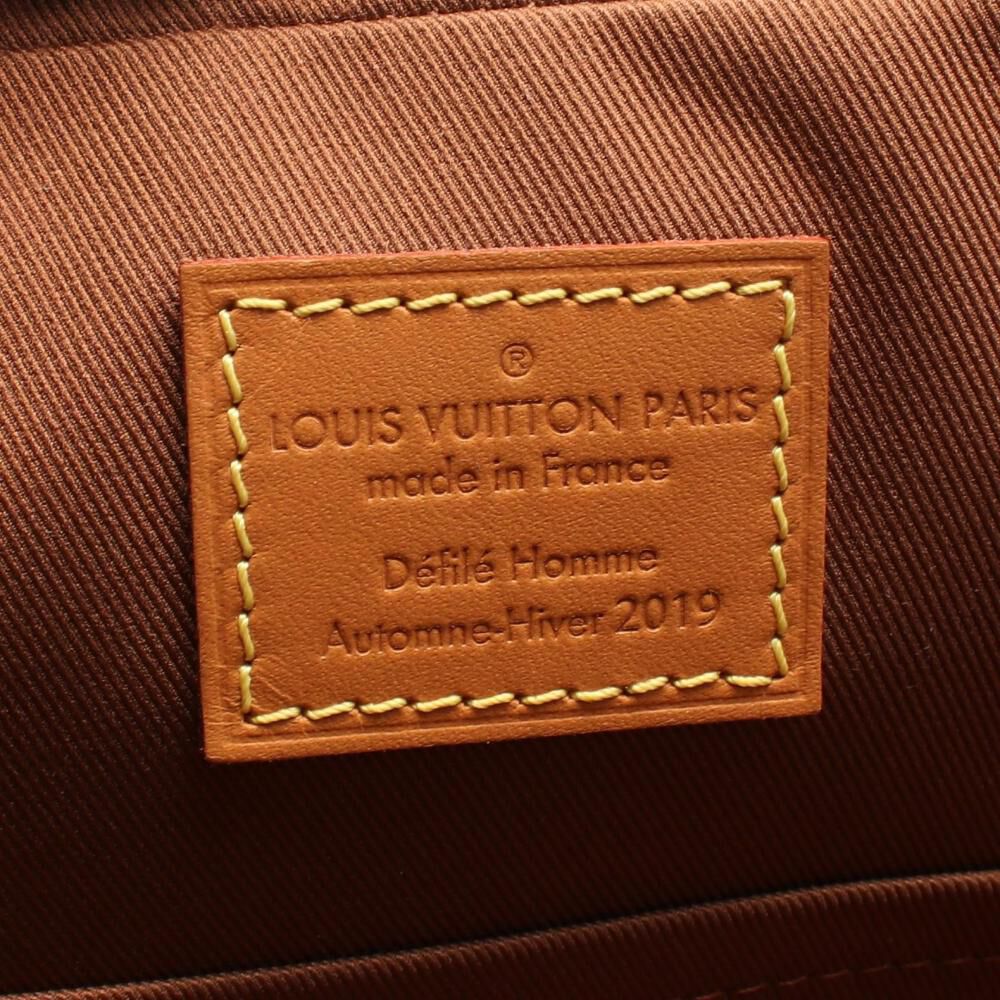 ®
LOUIS VUITTON PARIS
made in France
Défilé Homme
Automne-Hiver 2019